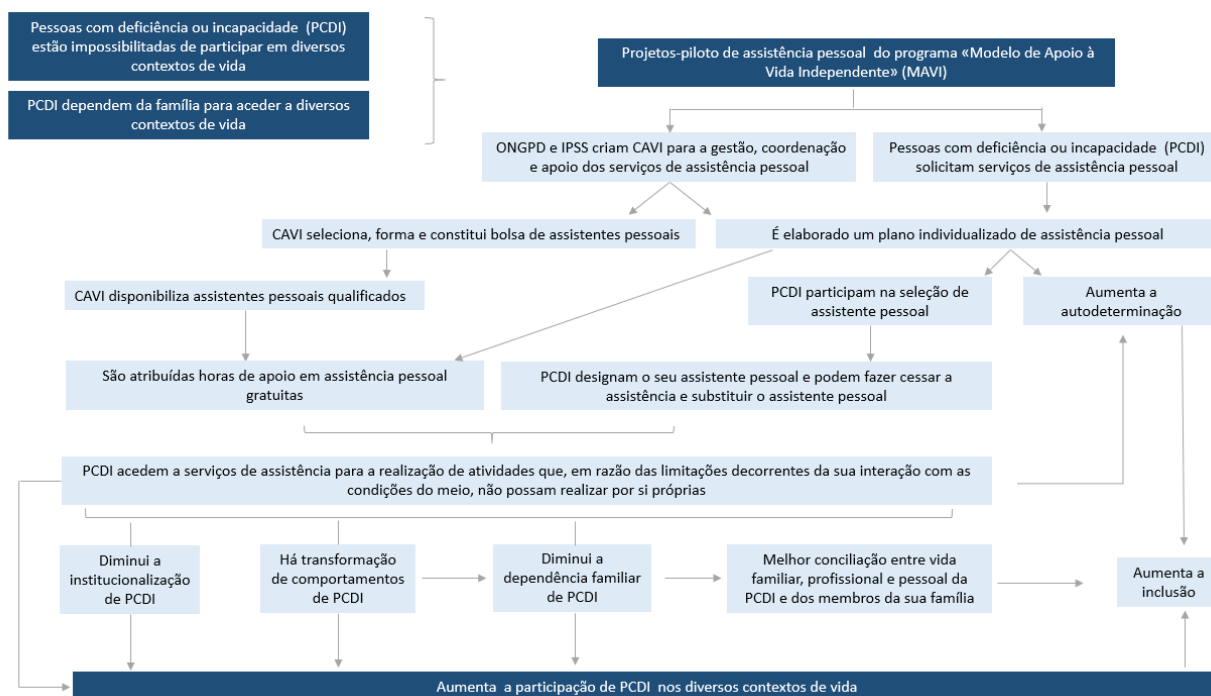 Pessoas com deficiência ou incapacidade (PCDI)
estão impossibilitadas de participar em diversos
contextos de vida
PCDI dependem da família para aceder a diversos
contextos de vida
Projetos-piloto de assistência pessoal do programa «Modelo de Apoio à
Vida Independente» (MAVI)
ONGPD e IPSS criam CAVI para a gestão, coordenação
e apoio dos serviços de assistência pessoal
Pessoas com deficiência ou incapacidade (PCDI)
solicitam serviços de assistência pessoal
CAVI seleciona, forma e constitui bolsa de assistentes pessoais
É elaborado um plano individualizado de assistência pessoal
CAVI disponibiliza assistentes pessoais qualificados
PCDI participam na seleção de
assistente pessoal
Aumenta a
autodeterminação
São atribuídas horas de apoio em assistência pessoal
gratuitas
PCDI designam o seu assistente pessoal e podem fazer cessar a
assistência e substituir o assistente pessoal
PCDI acedem a serviços de assistência para a realização de atividades que, em razão das limitações decorrentes da sua interação com as
condições do meio, não possam realizar por si próprias
Diminui a
institucionalização
de PCDI
Há transformação
de comportamentos
de PCDI
Diminui a
dependência familiar
de PCDI
Melhor conciliação entre vida
familiar, profissional e pessoal da
PCDI e dos membros da sua família
Aumenta a
inclusão
Aumenta a participação de PCDI nos diversos contextos de vida